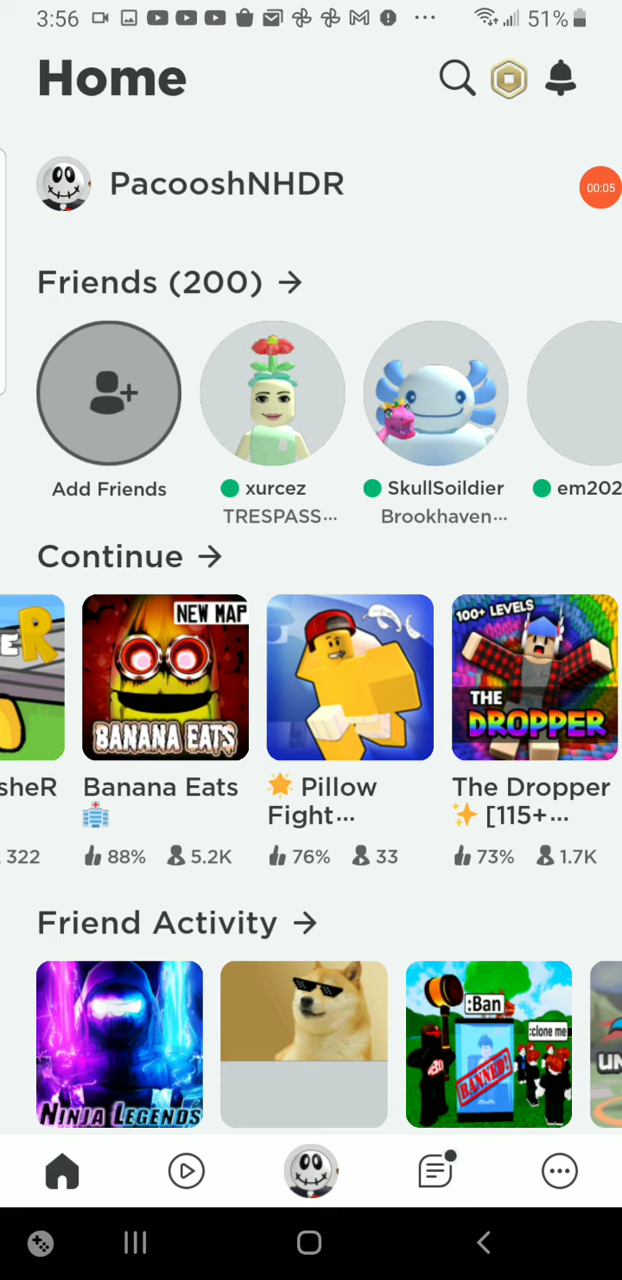 3:56
51%
Home
PacooshNHDR
00:05
Friends (200) →
Add Friends
xurcez
SkullSoildier
em202
TRESPASS...
Brookhaven...
Continue →
eR
NEW MAP
BANANA EATS
100+ LEVELS
THE
DROPPER
sheR
Banana Eats
🌟 Pillow
The Dropper
🏥
Fight...
✨ [115+...
322
88%
5.2K
76%
33
73%
1.7K
Friend Activity →
NINJA LEGENDS
:Ban
:clone me
BANNED!
UN